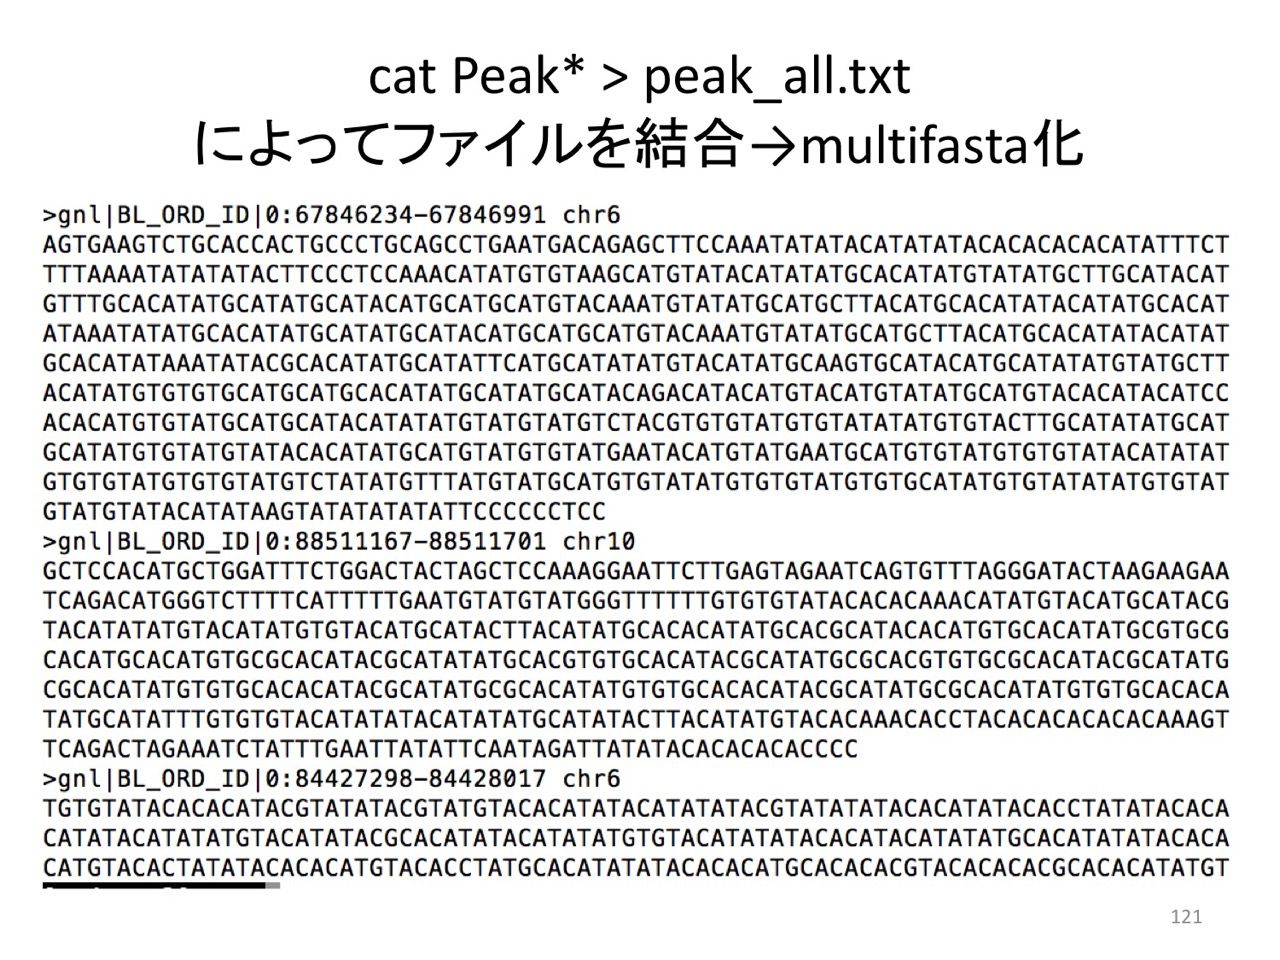 cat Peak* > peak_all.txt
によってファイルを結合→multifasta化
>gnl|BL_ORD_ID|0:67846234-67846991 chr6
AGTGAAGTCTGCACCACTGCCCTGCAGCCTGAATGACAGAGCTTCCAAATATATACATATATACACACACACATATTTCT
TTTAAAATATATATACTTCCCTCCAAACATATGTGTAAGCATGTATACATATATGCACATATGTATATGCTTGCATACAT
GTTTGCACATATGCATATGCATACATGCATGCATGTACAAATGTATATGCATGCTTACATGCACATATACATATGCACAT
ATAAATATATGCACATATGCATATGCATACATGCATGCATGTACAAATGTATATGCATGCTTACATGCACATATACATAT
GCACATATAAATATACGCACATATGCATATTCATGCATATATGTACATATGCAAGTGCATACATGCATATATGTATGCTT
ACATATGTGTGTGCATGCATGCACATATGCATATGCATACAGACATACATGTACATGTATATGCATGTACACATACATCC
ACACATGTGTATGCATGCATACATATATGTATGTATGTCTACGTGTGTATGTGTATATATGTGTACTTGCATATATGCAT
GCATATGTGTATGTATACACATATGCATGTATGTGTATGAATACATGTATGAATGCATGTGTATGTGTGTATACATATAT
GTGTGTATGTGTGTATGTCTATATGTTTATGTATGCATGTGTATATGTGTGTATGTGTGCATATGTGTATATATGTGTAT
GTATGTATACATATAAGTATATATATATTCCCCCCTCC
>gnl|BL_ORD_ID|0:88511167-88511701 chr10
GCTCCACATGCTGGATTTCTGGACTACTAGCTCCAAAGGAATTCTTGAGTAGAATCAGTGTTTAGGGATACTAAGAAGAA
TCAGACATGGGTCTTTTCATTTTTGAATGTATGTATGGGTTTTTTGTGTGTATACACACAAACATATGTACATGCATACG
TACATATATGTACATATGTGTACATGCATACTTACATATGCACACATATGCACGCATACACATGTGCACATATGCGTGCG
CACATGCACATGTGCGCACATACGCATATATGCACGTGTGCACATACGCATATGCGCACGTGTGCGCACATACGCATATG
CGCACATATGTGTGCACACATACGCATATGCGCACATATGTGTGCACACATACGCATATGCGCACATATGTGTGCACACA
TATGCATATTTGTGTGTACATATATACATATATGCATATACTTACATATGTACACAAACACCTACACACACACACAAAGT
TCAGACTAGAAATCTATTTGAATTATATTCAATAGATTATATACACACACACCCC
>gnl|BL_ORD_ID|0:84427298-84428017 chr6
TGTGTATACACACATACGTATATACGTATGTACACATATACATATATACGTATATATACACATATACACCTATATACACA
CATATACATATATGTACATATACGCACATATACATATATGTGTACATATATACACATACATATATGCACATATATACACA
CATGTACACTATATACACACATGTACACCTATGCACATATATACACACATGCACACACGTACACACACGCACACATATGT
121